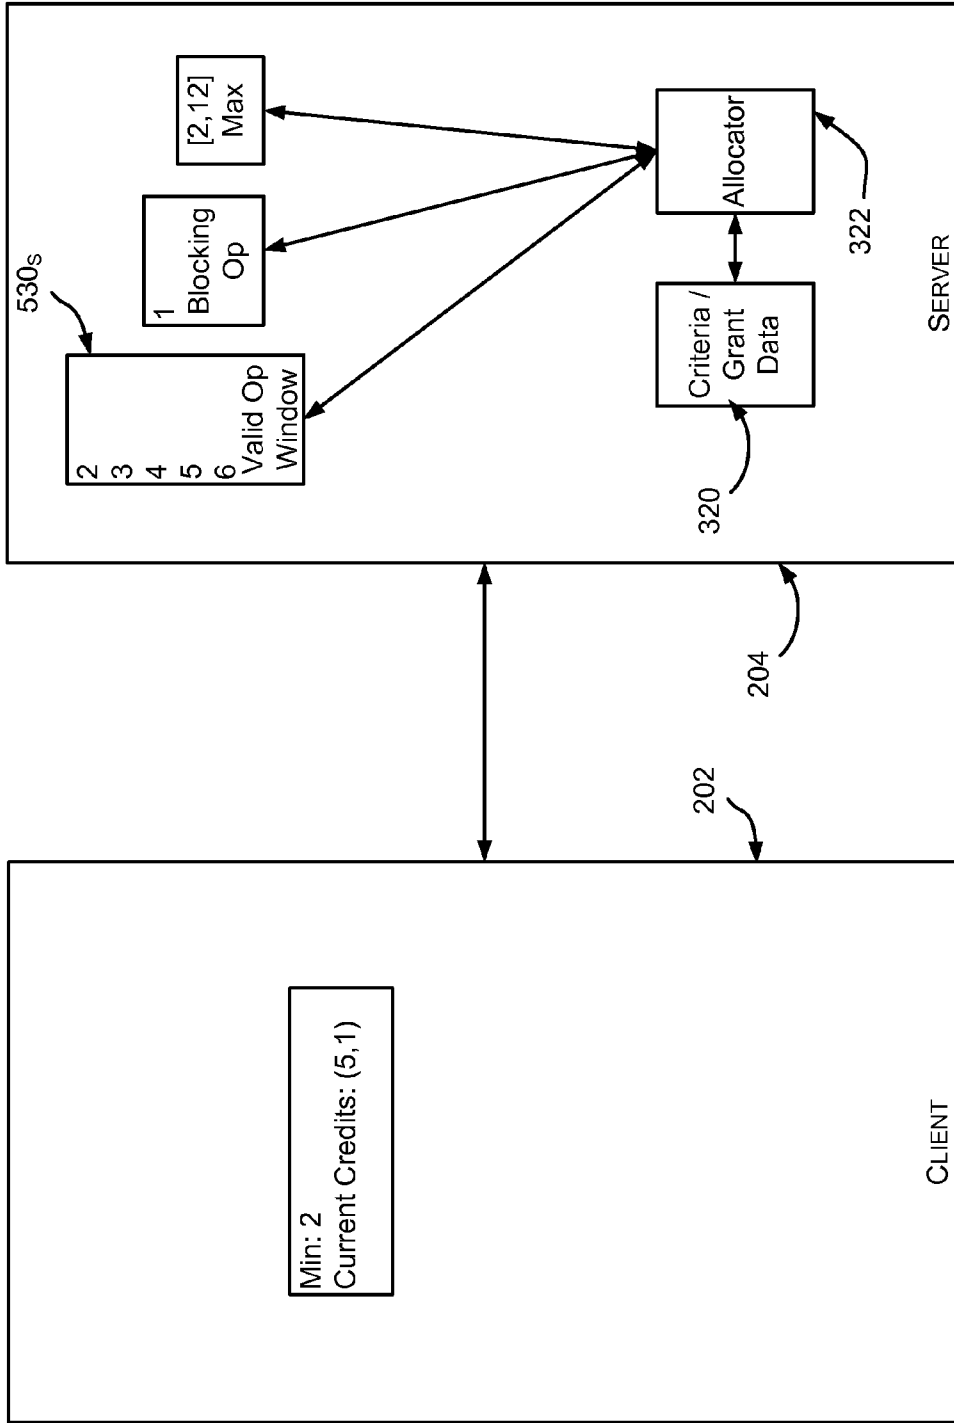 Min: 2
Current Credits: (5,1)
CLIENT
202
204
530S
2
3
4
5
6
Valid Op
Window
1
Blocking
Op
[2,12]
Max
320
Criteria /
Grant
Data
Allocator
322
SERVER